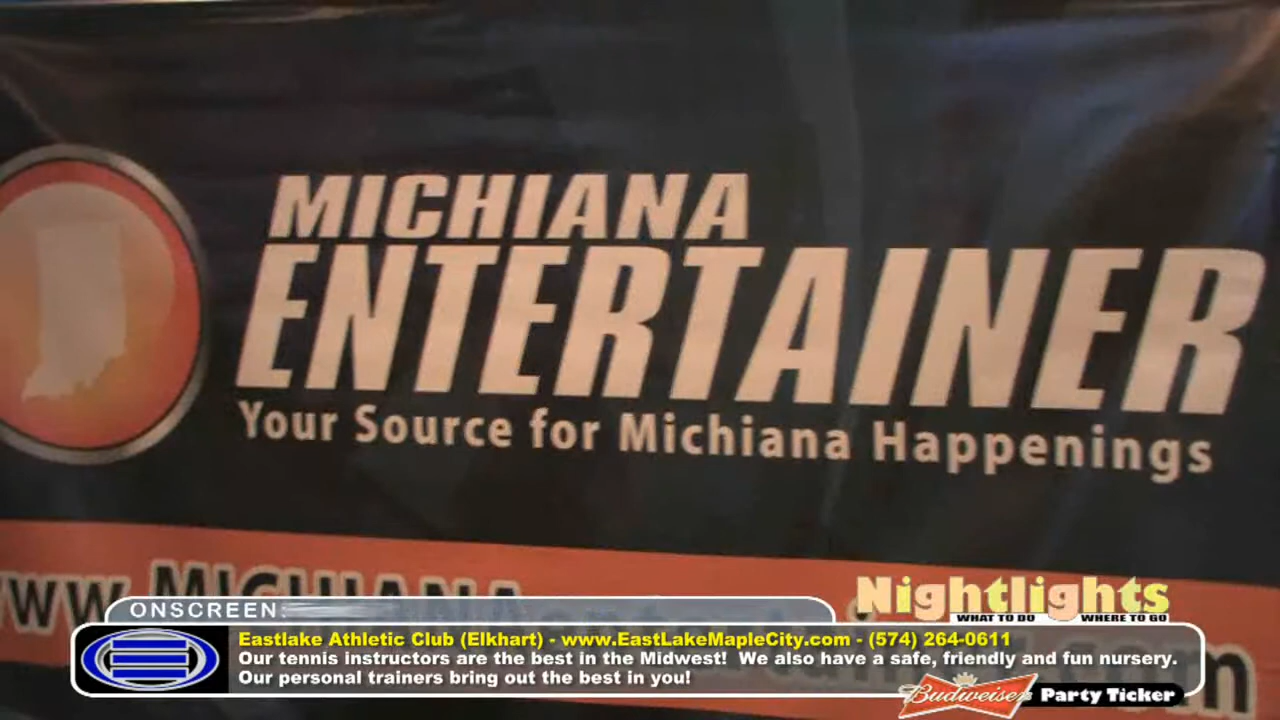 MICHIANA
ENTERTAINER
Your Source for Michiana Happenings
www.MICHIANA
Nightlights
WHAT TO DO WHERE TO GO
ONSCREEN:
Eastlake Athletic Club (Elkhart) - www.EastLakeMapleCity.com - (574) 264-0611
Our tennis instructors are the best in the Midwest! We also have a safe, friendly and fun nursery.
Our personal trainers bring out the best in you!
Budweiser Party Ticker